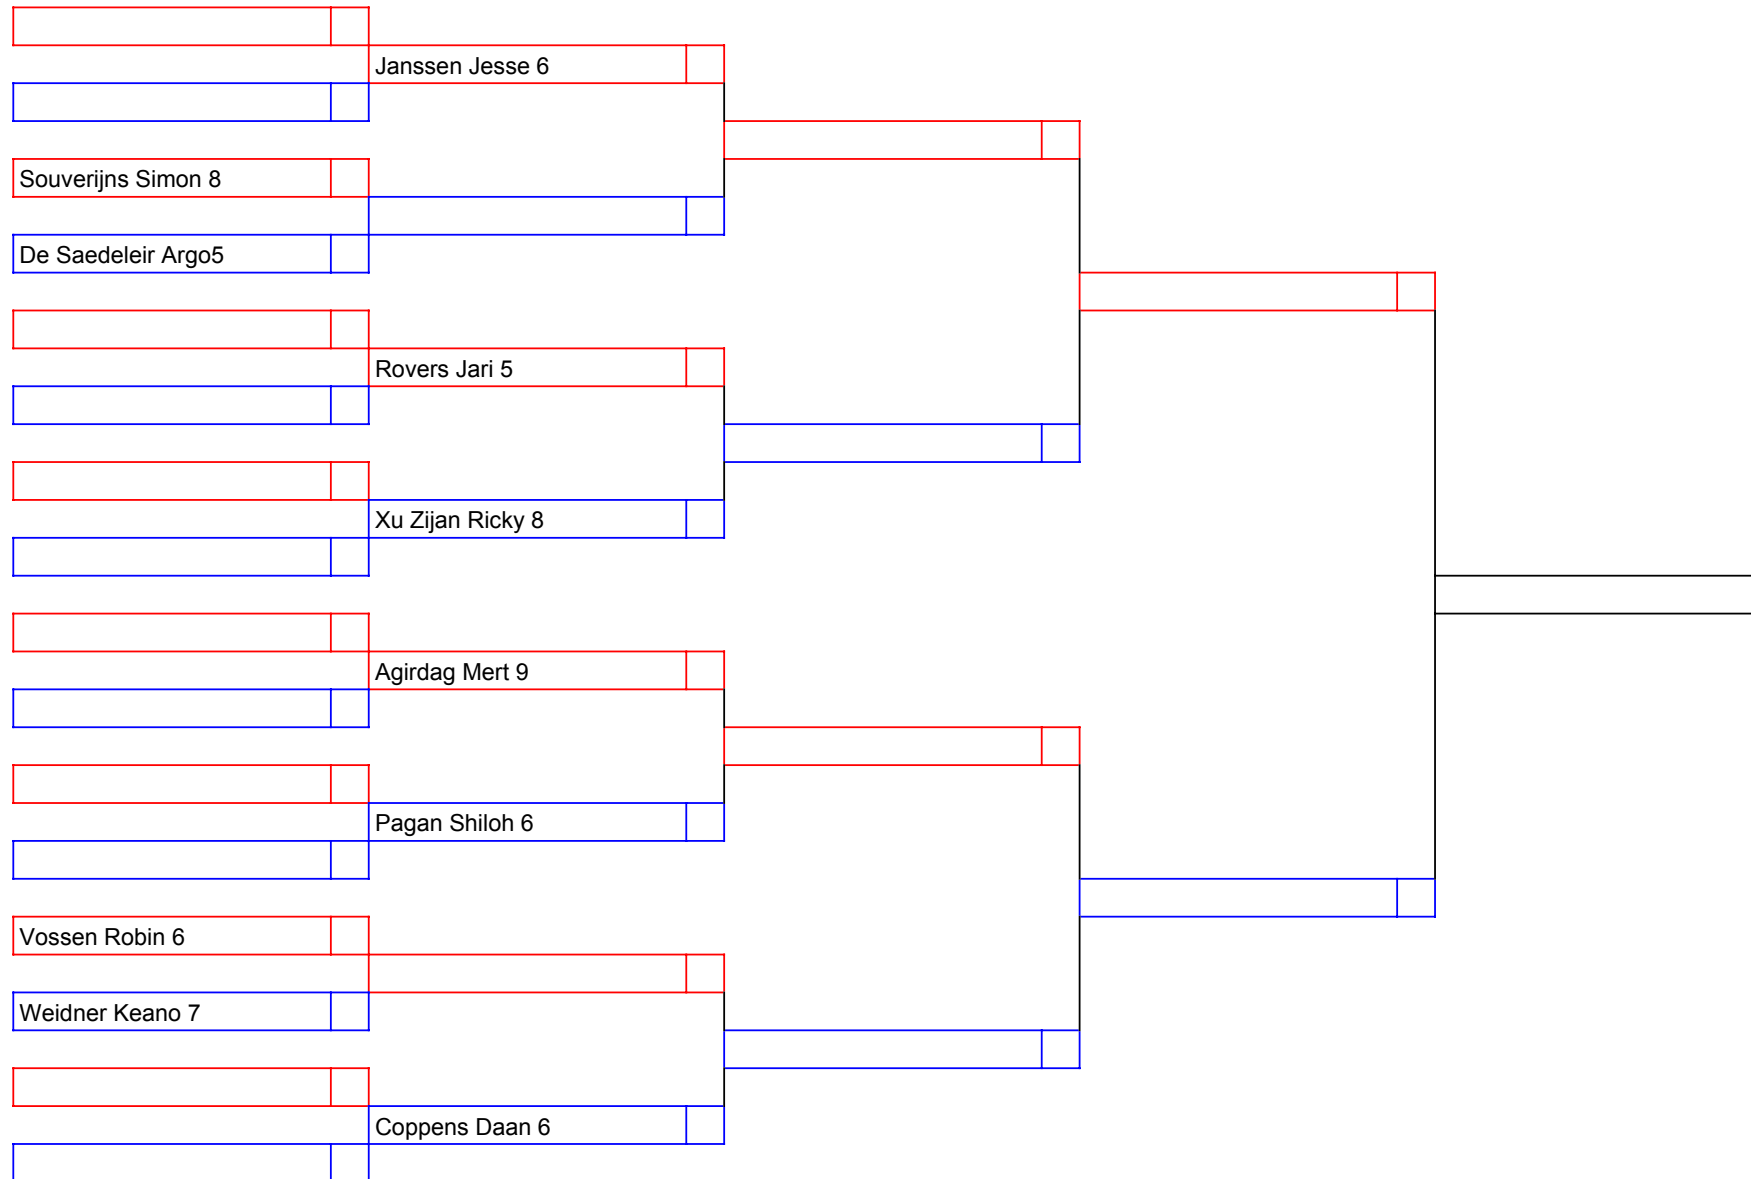 Janssen Jesse 6
Souverijns Simon 8
De Saedeleir Argo5
Rovers Jari 5
Xu Zijan Ricky 8
Agirdag Mert 9
Pagan Shiloh 6
Vossen Robin 6
Weidner Keano 7
Coppens Daan 6